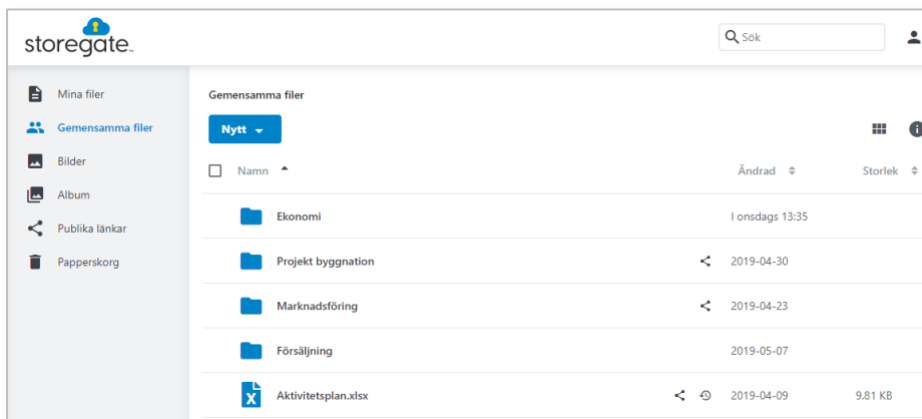 storegate
Sök
Mina filer
Gemensamma filer
Bilder
Album
Publika länkar
Papperskorg
Gemensamma filer
Nytt
Namn Ändrad Storlek
Ekonomi I onsdags 13:35
Projekt byggnation 2019-04-30
Marknadsföring 2019-04-23
Försäljning 2019-05-07
Aktivitetsplan.xlsx 2019-04-09 9.81 KB